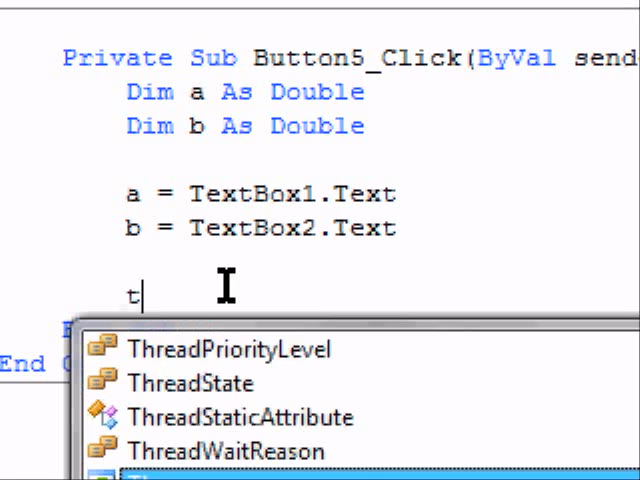 Private Sub Button5_Click(ByVal send
Dim a As Double
Dim b As Double
a = TextBox1.Text
b = TextBox2.Text
t
End
ThreadPriorityLevel
ThreadState
ThreadStaticAttribute
ThreadWaitReason